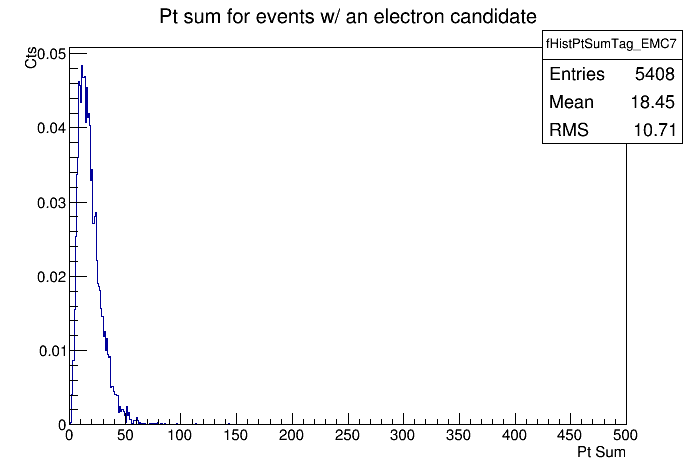 Pt sum for events w/ an electron candidate
fHistPtSumTag_EMC7
Entries 5408
Mean 18.45
RMS 10.71
Cts
0.05
0.04
0.03
0.02
0.01
0
0 50 100 150 200 250 300 350 400 450 500
Pt Sum